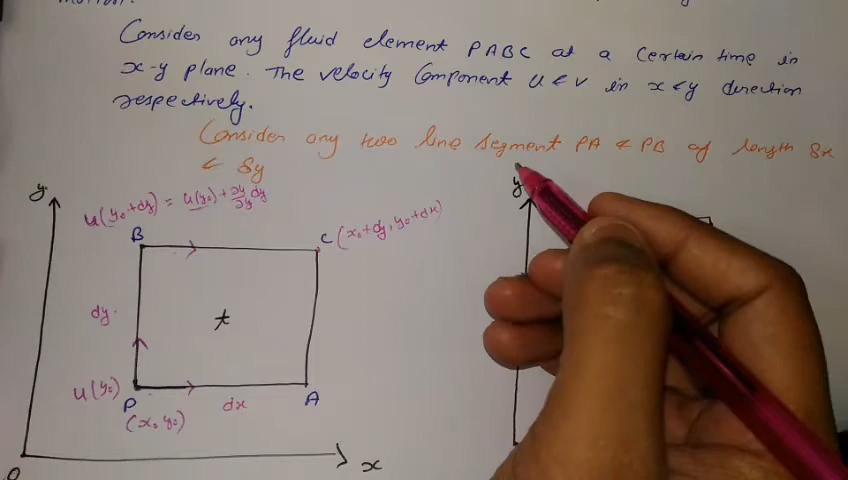 Consider any fluid element PABC at a certain time in
x-y plane. The velocity component u & v in x & y direction
respectively.
Consider any two line segment PA & PB of length δx
& δy
y
u(y₀+dy) = u(y₀) + ∂u/∂y dy
B
C (x₀+dy, y₀+dx)
dy
t
u(y₀)
P
dx
A
(x₀ y₀)
O
x
y